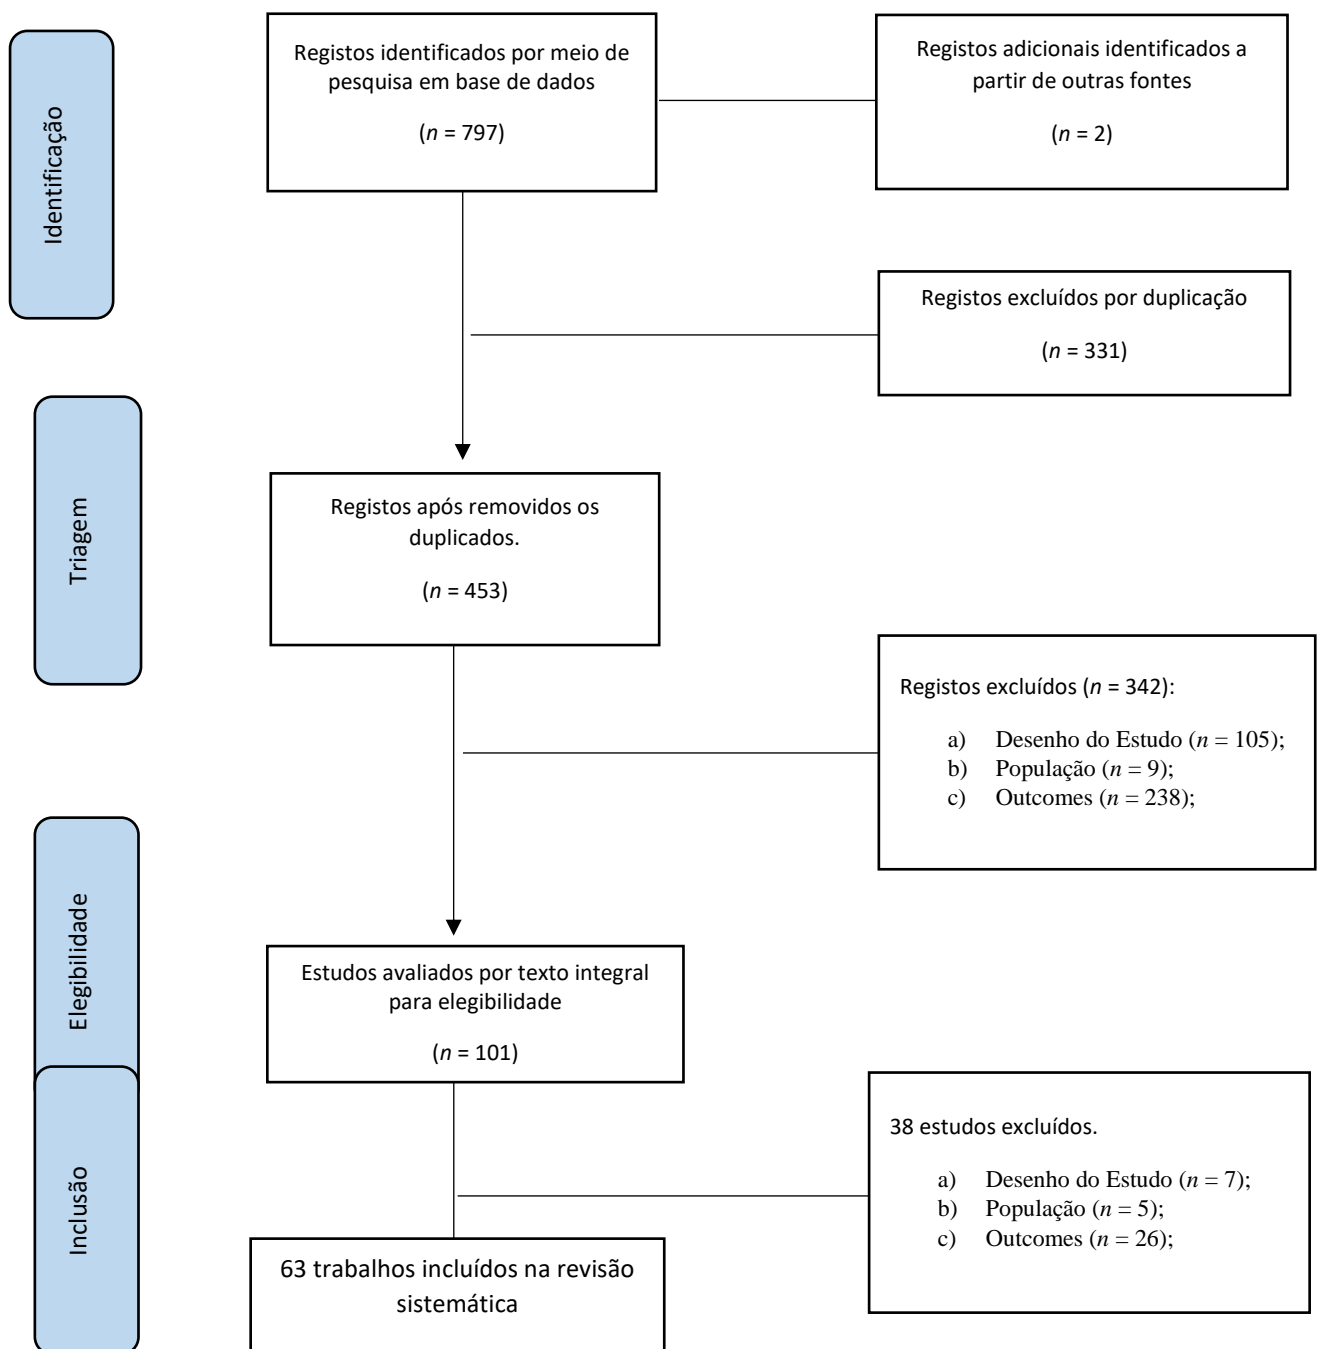 Identificação
Registos identificados por meio de
pesquisa em base de dados
(n = 797)
Registos adicionais identificados a
partir de outras fontes
(n = 2)
Registos excluídos por duplicação
(n = 331)
Triagem
Registos após removidos os
duplicados.
(n = 453)
Registos excluídos (n = 342):
a) Desenho do Estudo (n = 105);
b) População (n = 9);
c) Outcomes (n = 238);
Elegibilidade
Estudos avaliados por texto integral
para elegibilidade
(n = 101)
Inclusão
38 estudos excluídos.
a) Desenho do Estudo (n = 7);
b) População (n = 5);
c) Outcomes (n = 26);
63 trabalhos incluídos na revisão
sistemática